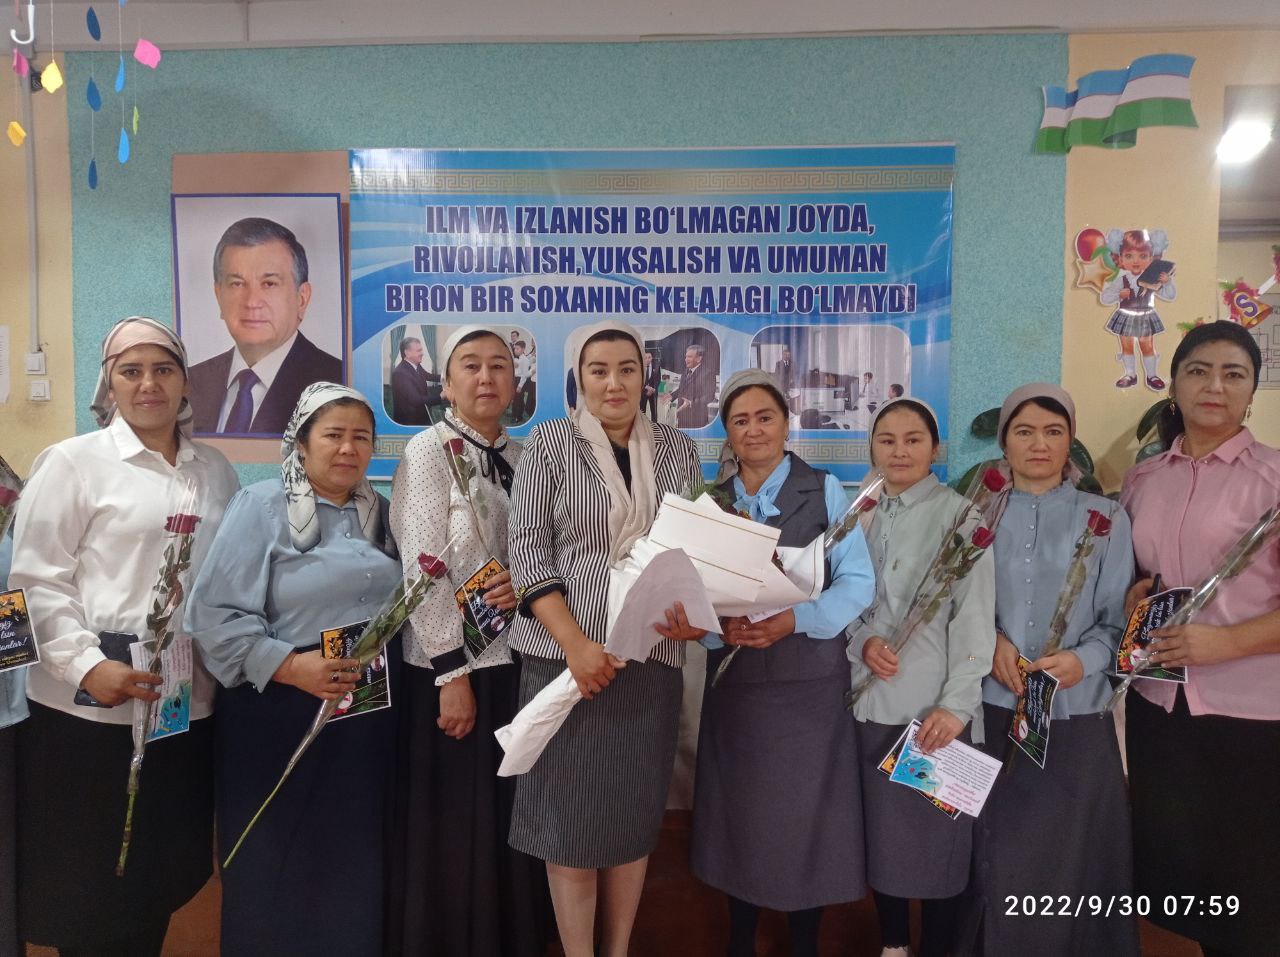 ILM VA IZLANISH BO‘LMAGAN JOYDA,
RIVOJLANISH,YUKSALISH VA UMUMAN
BIRON BIR SOXANING KELAJAGI BO‘LMAYDI
S
2022/9/30 07:59